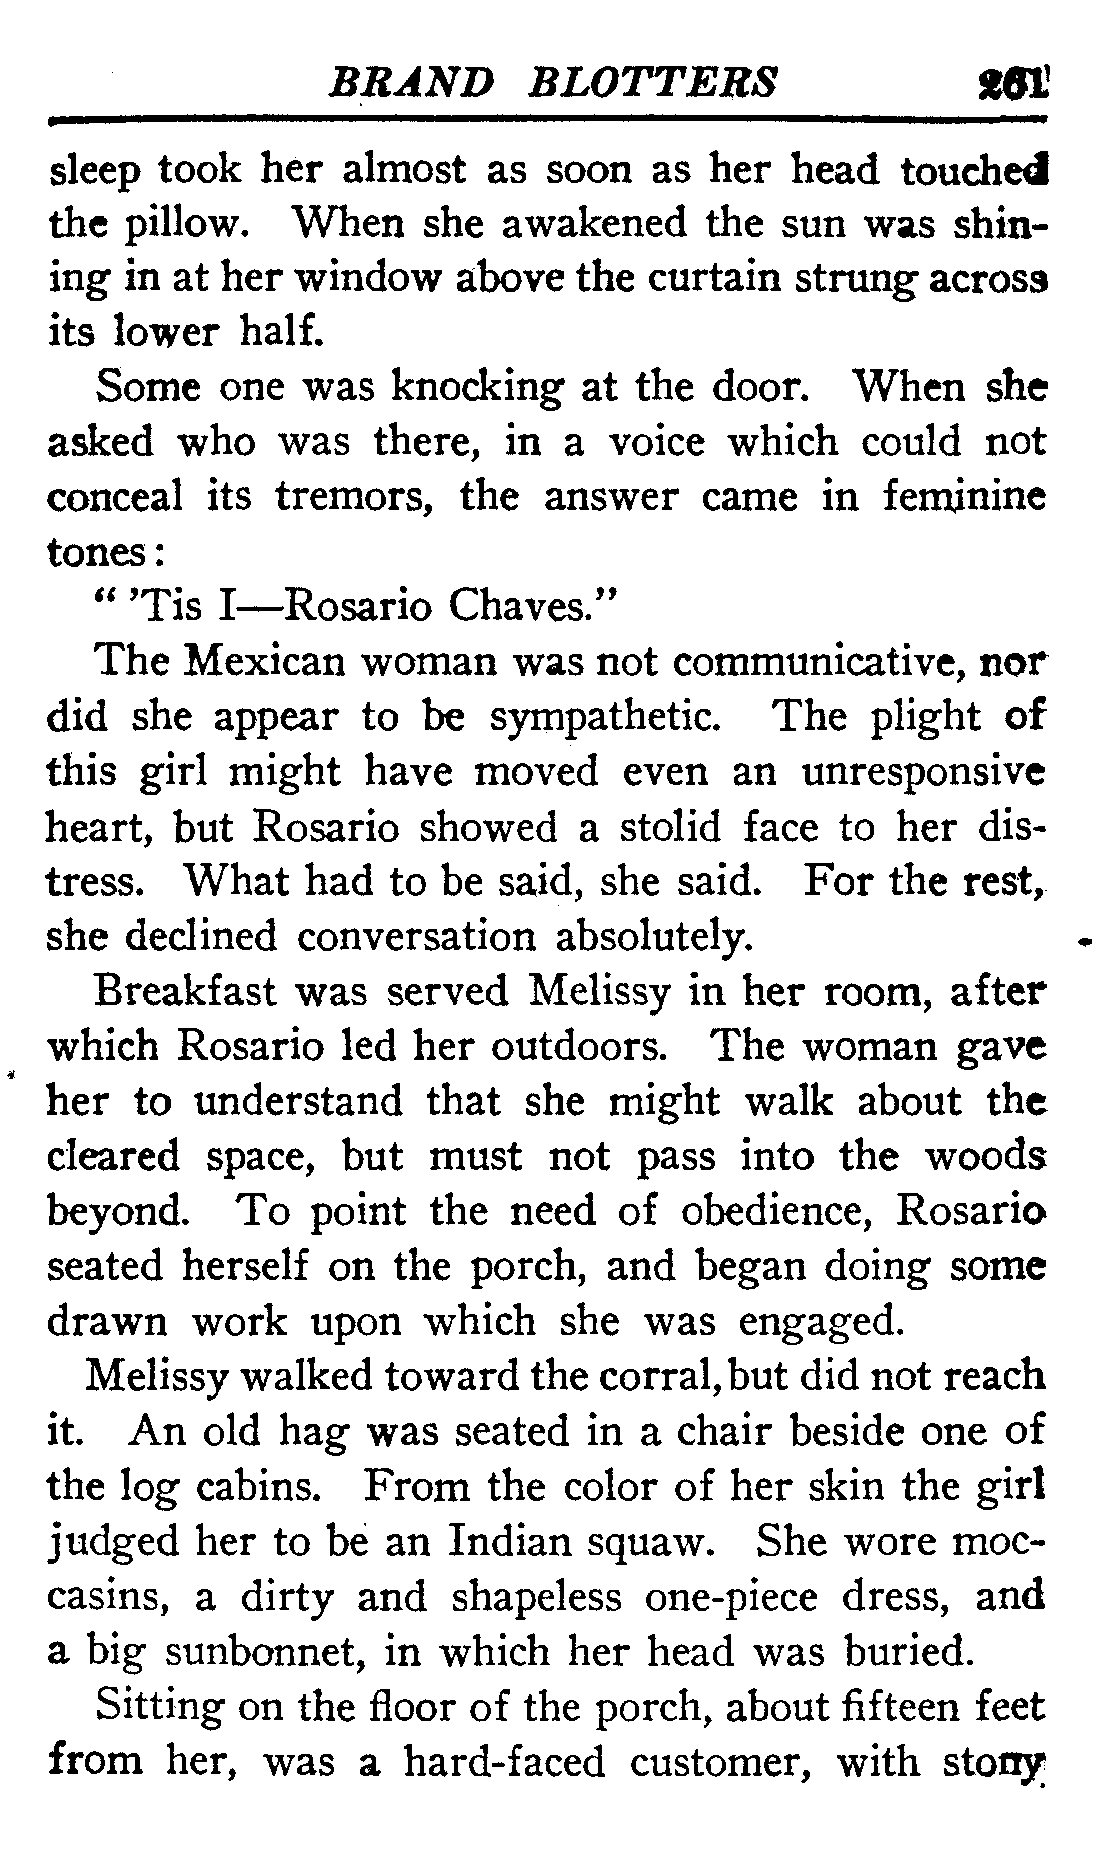 BRAND BLOTTERS 261
sleep took her almost as soon as her head touched
the pillow. When she awakened the sun was shin-
ing in at her window above the curtain strung across
its lower half.
Some one was knocking at the door. When she
asked who was there, in a voice which could not
conceal its tremors, the answer came in feminine
tones:
" 'Tis I—Rosario Chaves."
The Mexican woman was not communicative, nor
did she appear to be sympathetic. The plight of
this girl might have moved even an unresponsive
heart, but Rosario showed a stolid face to her dis-
tress. What had to be said, she said. For the rest,
she declined conversation absolutely.
Breakfast was served Melissy in her room, after
which Rosario led her outdoors. The woman gave
her to understand that she might walk about the
cleared space, but must not pass into the woods
beyond. To point the need of obedience, Rosario
seated herself on the porch, and began doing some
drawn work upon which she was engaged.
Melissy walked toward the corral, but did not reach
it. An old hag was seated in a chair beside one of
the log cabins. From the color of her skin the girl
judged her to be an Indian squaw. She wore moc-
casins, a dirty and shapeless one-piece dress, and
a big sunbonnet, in which her head was buried.
Sitting on the floor of the porch, about fifteen feet
from her, was a hard-faced customer, with stony